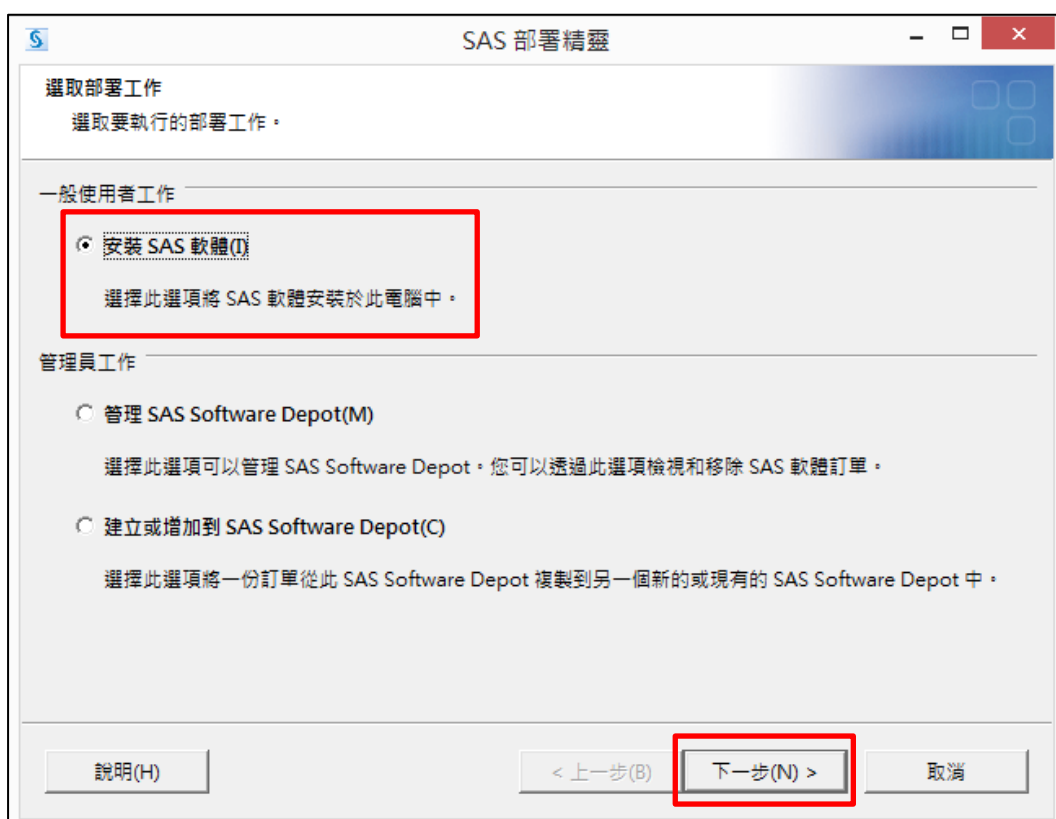 SAS 部署精靈
選取部署工作
選取要執行的部署工作。
一般使用者工作
安裝 SAS 軟體(I)
選擇此選項將 SAS 軟體安裝於此電腦中。
管理員工作
管理 SAS Software Depot(M)
選擇此選項可以管理 SAS Software Depot。您可以透過此選項檢視和移除 SAS 軟體訂單。
建立或增加到 SAS Software Depot(C)
選擇此選項將一份訂單從此 SAS Software Depot 複製到另一個新的或現有的 SAS Software Depot 中。
說明(H) < 上一步(B) 下一步(N) > 取消